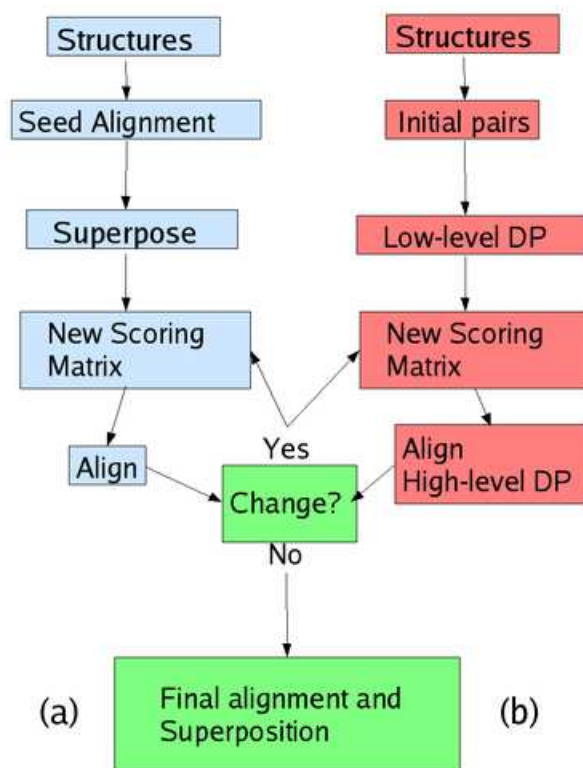 Structures
Seed Alignment
Superpose
New Scoring
Matrix
Align
Structures
Initial pairs
Low-level DP
New Scoring
Matrix
Align
High-level DP
Yes
Change?
No
Final alignment and
Superposition
(a)
(b)